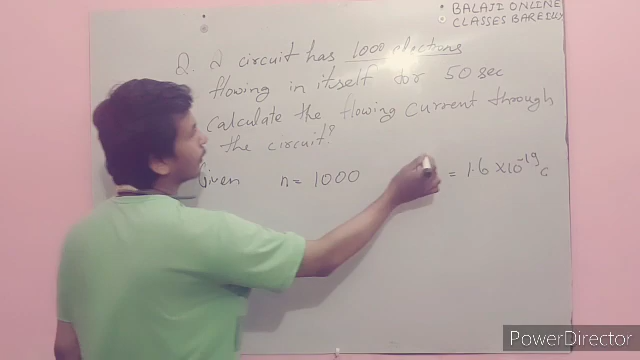 • BALAJI ONLINE
CLASSES BAREILLY
Q. A circuit has 1000 electrons
flowing in itself for 50 sec
calculate the flowing current through
the circuit?
Given n = 1000 = 1.6 × 10⁻¹⁹ C
PowerDirector